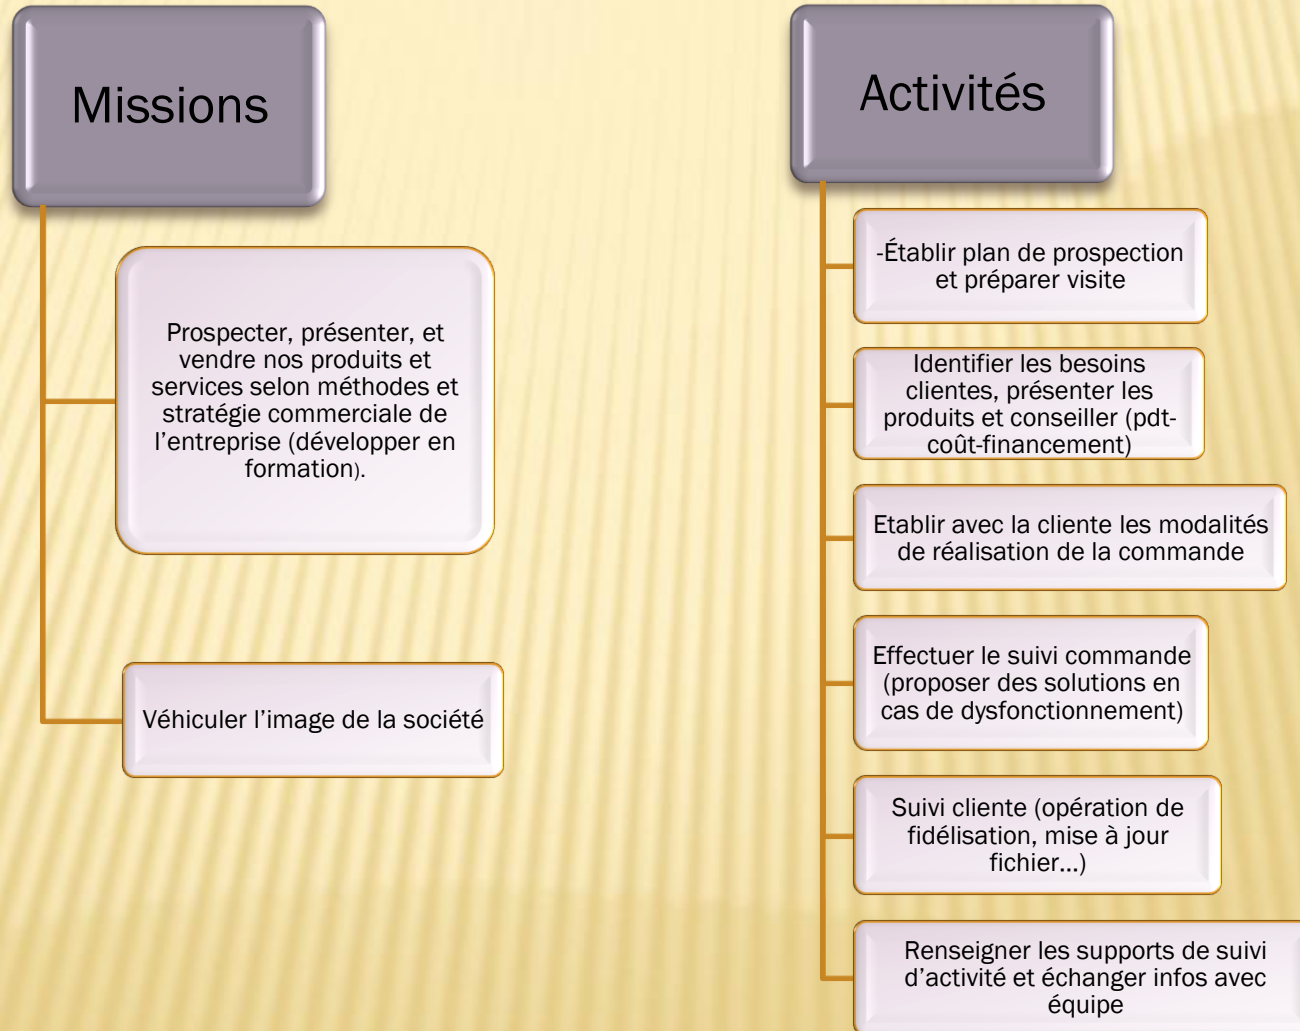 Missions
Prospecter, présenter, et
vendre nos produits et
services selon méthodes et
stratégie commerciale de
l’entreprise (développer en
formation).
Véhiculer l’image de la société
Activités
-Établir plan de prospection
et préparer visite
Identifier les besoins
clientes, présenter les
produits et conseiller (pdt-
coût-financement)
Etablir avec la cliente les modalités
de réalisation de la commande
Effectuer le suivi commande
(proposer des solutions en
cas de dysfonctionnement)
Suivi cliente (opération de
fidélisation, mise à jour
fichier…)
Renseigner les supports de suivi
d’activité et échanger infos avec
équipe